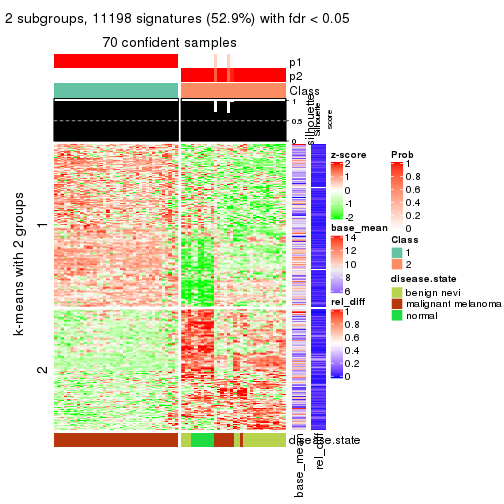 2 subgroups, 11198 signatures (52.9%) with fdr < 0.05
70 confident samples
p1
p2
Class
1
0.5
0
silhouette
Silhouette
score
k-means with 2 groups
1
2
z-score
2
1
0
-1
-2
base_mean
14
12
10
8
6
rel_diff
1
0.8
0.6
0.4
0.2
0
Prob
1
0.8
0.6
0.4
0.2
0
Class
1
2
disease.state
benign nevi
malignant melanoma
normal
disease.state
base_mean
rel_diff